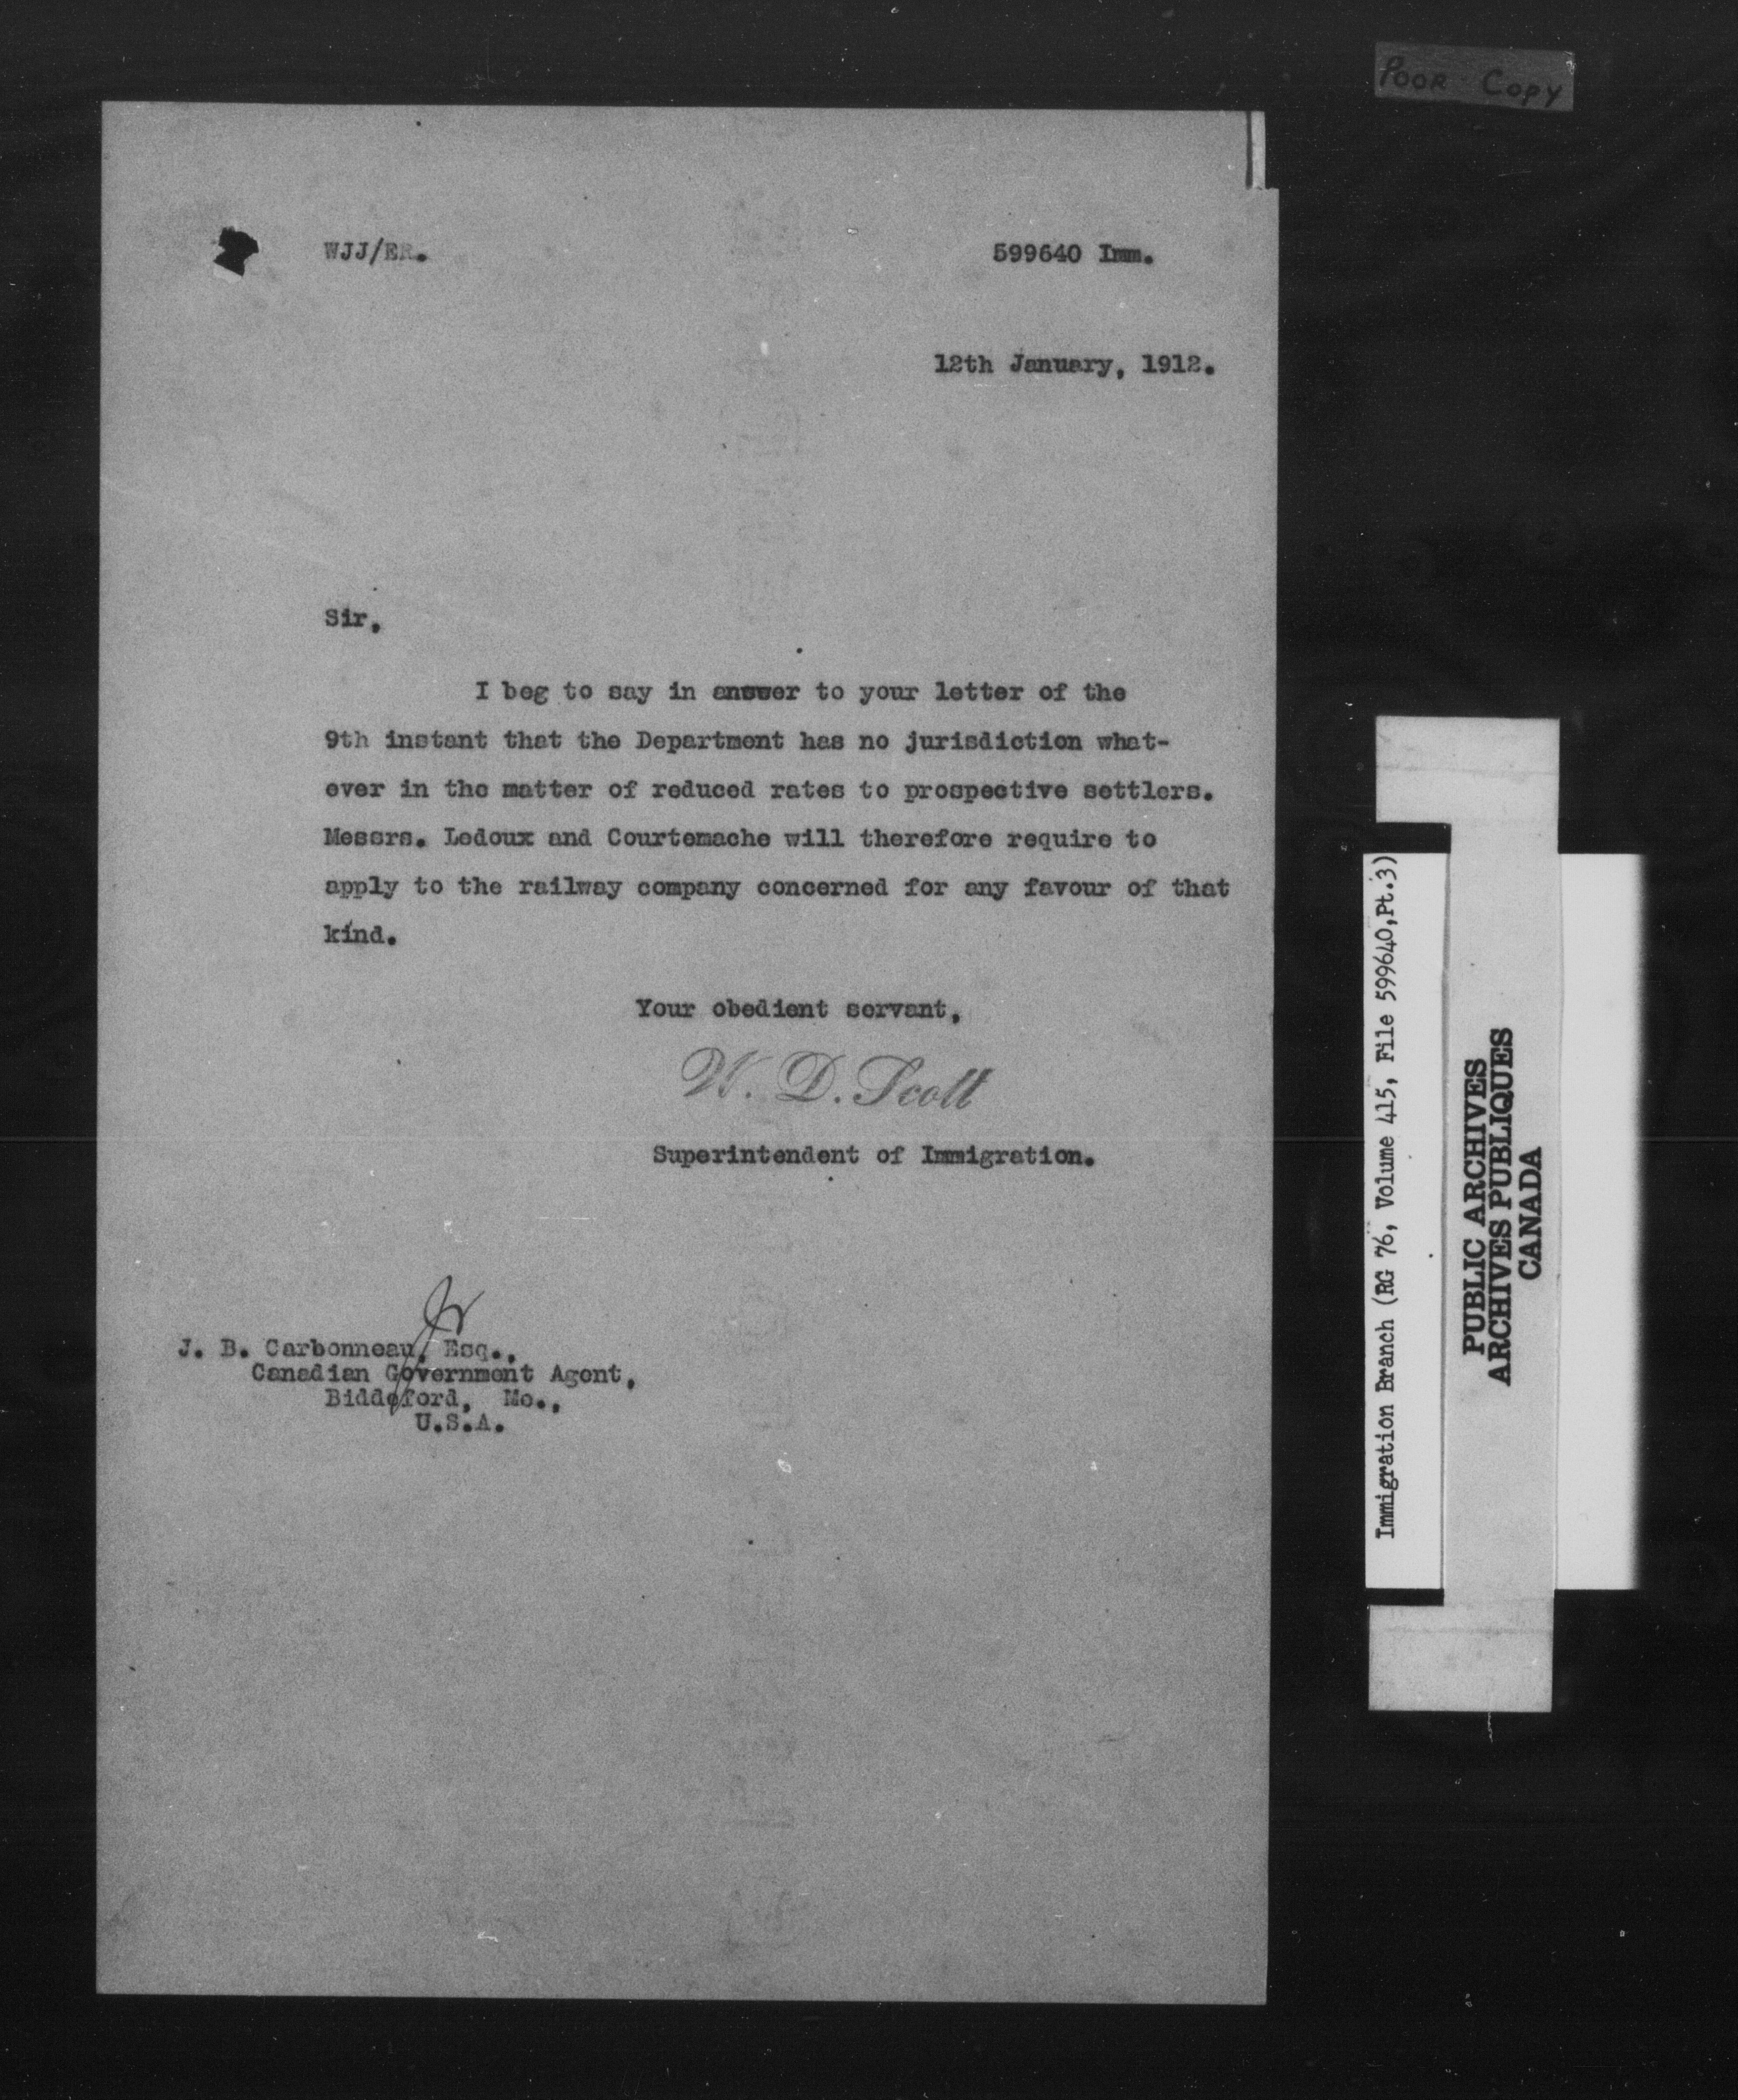 POOR COPY
WJJ/ER.
599640 Imm.
12th January, 1912.
Sir,
I beg to say in answer to your letter of the
9th instant that the Department has no jurisdiction what-
ever in the matter of reduced rates to prospective settlers.
Messrs. Ledoux and Courtemache will therefore require to
apply to the railway company concerned for any favour of that
kind.
Your obedient servant,
W. D. Scott
Superintendent of Immigration.
Jr
J. B. Carbonneau, Esq.,
Canadian Government Agent,
Biddeford, Me.,
U.S.A.
Immigration Branch (RG 76, Volume 415, File 599640,Pt.3)
PUBLIC ARCHIVES
ARCHIVES PUBLIQUES
CANADA